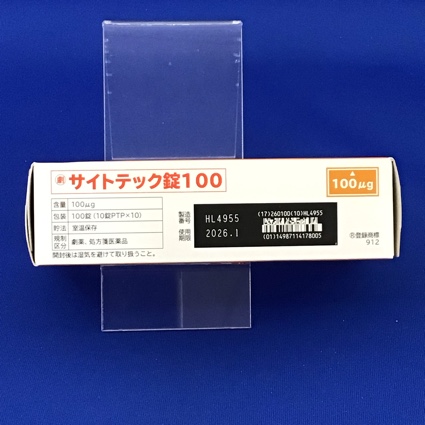 劇 サイトテック錠100
100μg
含量 100μg
包装 100錠(10錠PTP×10)
貯法 室温保存
規制区分 劇薬、処方箋医薬品
開封後は湿気を避けて取り扱うこと。
製造番号 HL4955
使用期限 2026.1
(17)260100(10)HL4955
(01)14987114178005
®登録商標
912